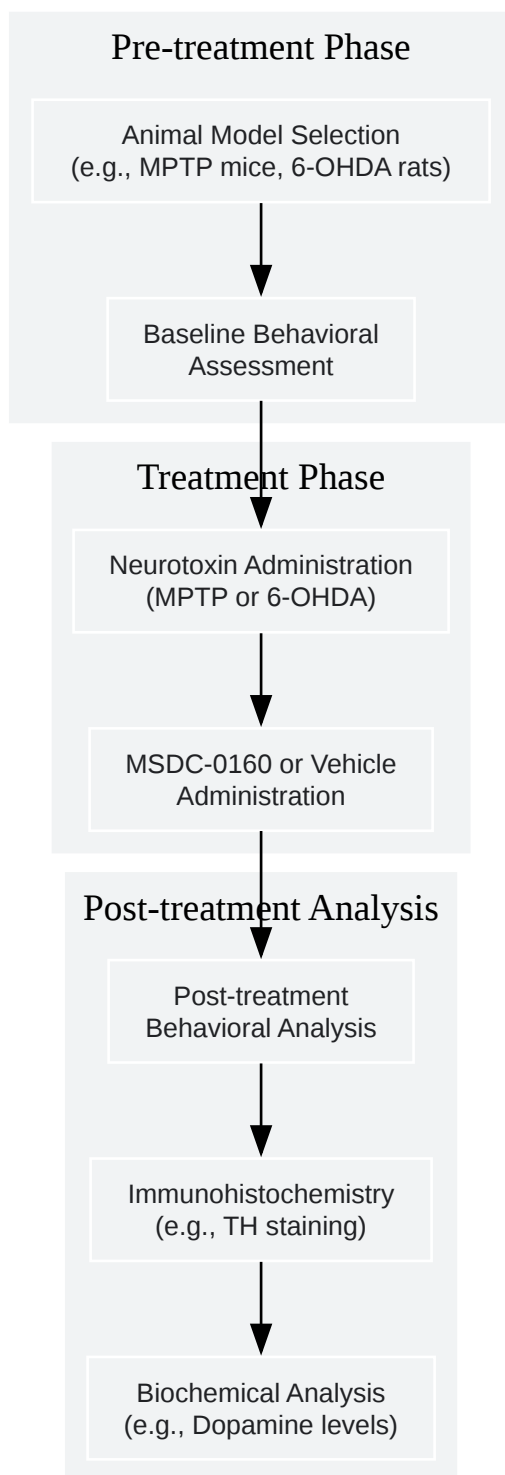 Pre-treatment Phase
Animal Model Selection
(e.g., MPTP mice, 6-OHDA rats)
Baseline Behavioral
Assessment
Treatment Phase
Neurotoxin Administration
(MPTP or 6-OHDA)
MSDC-0160 or Vehicle
Administration
Post-treatment Analysis
Post-treatment
Behavioral Analysis
Immunohistochemistry
(e.g., TH staining)
Biochemical Analysis
(e.g., Dopamine levels)